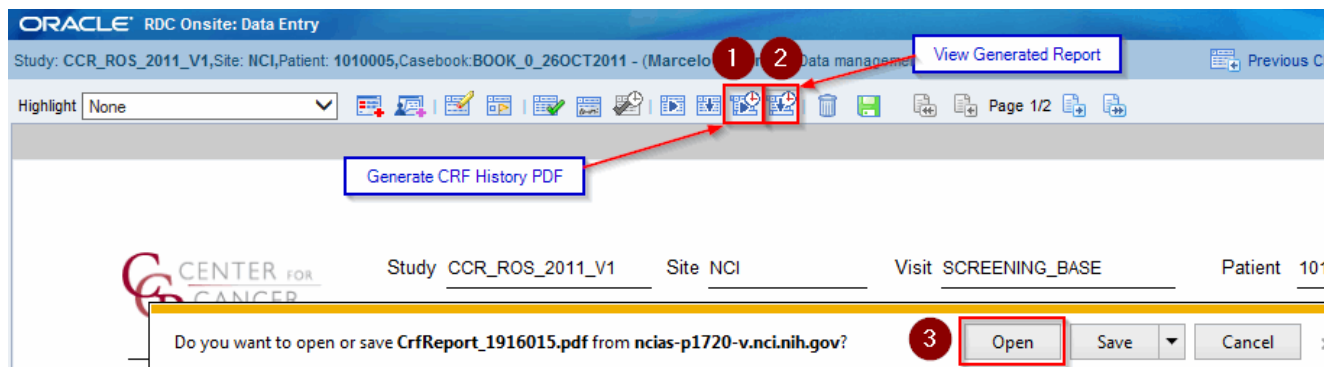 ORACLE® RDC Onsite: Data Entry
Study: CCR_ROS_2011_V1,Site: NCI,Patient: 1010005,Casebook:BOOK_0_26OCT2011 - (Marcelo 1 2 Data management View Generated Report Previous C
Highlight None Page 1/2
Generate CRF History PDF
CENTER FOR
CANCER
Study CCR_ROS_2011_V1 Site NCI Visit SCREENING_BASE Patient 101
Do you want to open or save CrfReport_1916015.pdf from ncias-p1720-v.nci.nih.gov? 3 Open Save Cancel